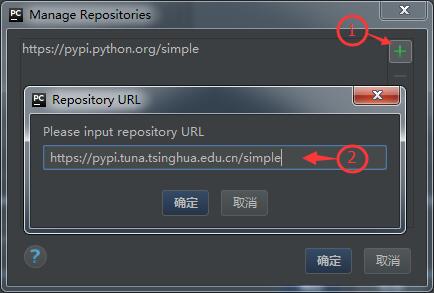 PC Manage Repositories
https://pypi.python.org/simple
1
PC Repository URL
Please input repository URL
https://pypi.tuna.tsinghua.edu.cn/simple
2
确定
取消
?
确定
取消